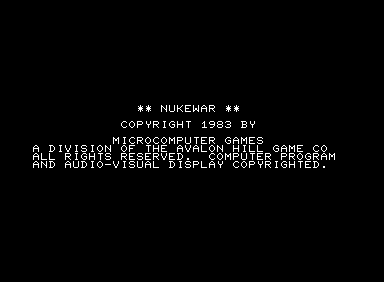 ** NUKEWAR **
COPYRIGHT 1983 BY
MICROCOMPUTER GAMES
A DIVISION OF THE AVALON HILL GAME CO
ALL RIGHTS RESERVED.  COMPUTER PROGRAM
AND AUDIO-VISUAL DISPLAY COPYRIGHTED.